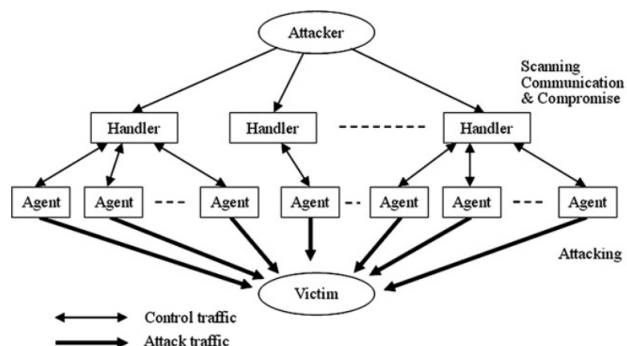 Attacker
Scanning
Communication
& Compromise
Handler Handler Handler
Agent Agent Agent Agent Agent Agent Agent
Attacking
Victim
Control traffic
Attack traffic